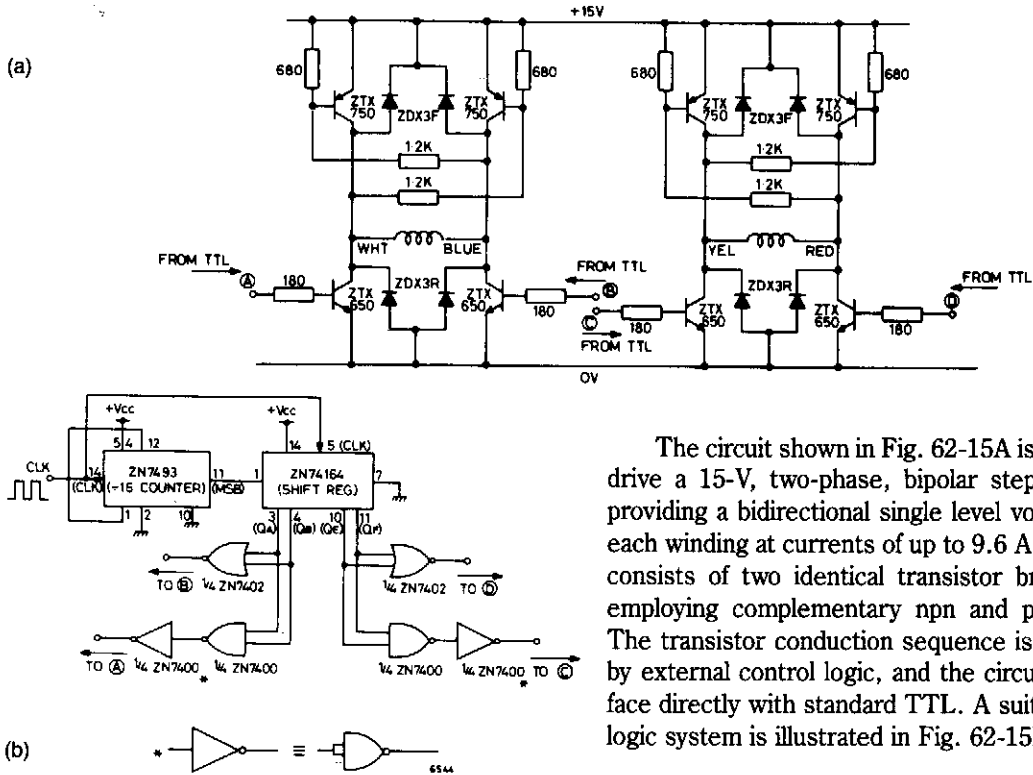 (a)
+15V
680
680
680
680
ZTX
750
ZDX3F
ZTX
750
ZTX
750
ZDX3F
ZTX
750
1·2K
1·2K
1·2K
1·2K
WHT
BLUE
YEL
RED
FROM TTL
A
180
ZTX
650
ZDX3R
ZTX
650
180
FROM TTL
B
C
FROM TTL
180
ZTX
650
ZDX3R
ZTX
650
180
FROM TTL
D
0V
CLK
+Vcc
5 4 12
14
(CLK)
ZN7493
(÷16 COUNTER)
11
(MSB)
1 2 10
+Vcc
14
5 (CLK)
1
ZN74164
(SHIFT REG)
7
3 4 10 11
(QA) (QB) (QE) (QF)
TO B
1/4 ZN7402
1/4 ZN7402
TO D
TO A
1/4 ZN7400
*
1/4 ZN7400
1/4 ZN7400
1/4 ZN7400
*
TO C
(b)
* ≡
6544
The circuit shown in Fig. 62-15A is
drive a 15-V, two-phase, bipolar step
providing a bidirectional single level vo
each winding at currents of up to 9.6 A
consists of two identical transistor br
employing complementary npn and p
The transistor conduction sequence is
by external control logic, and the circu
face directly with standard TTL. A suit
logic system is illustrated in Fig. 62-15